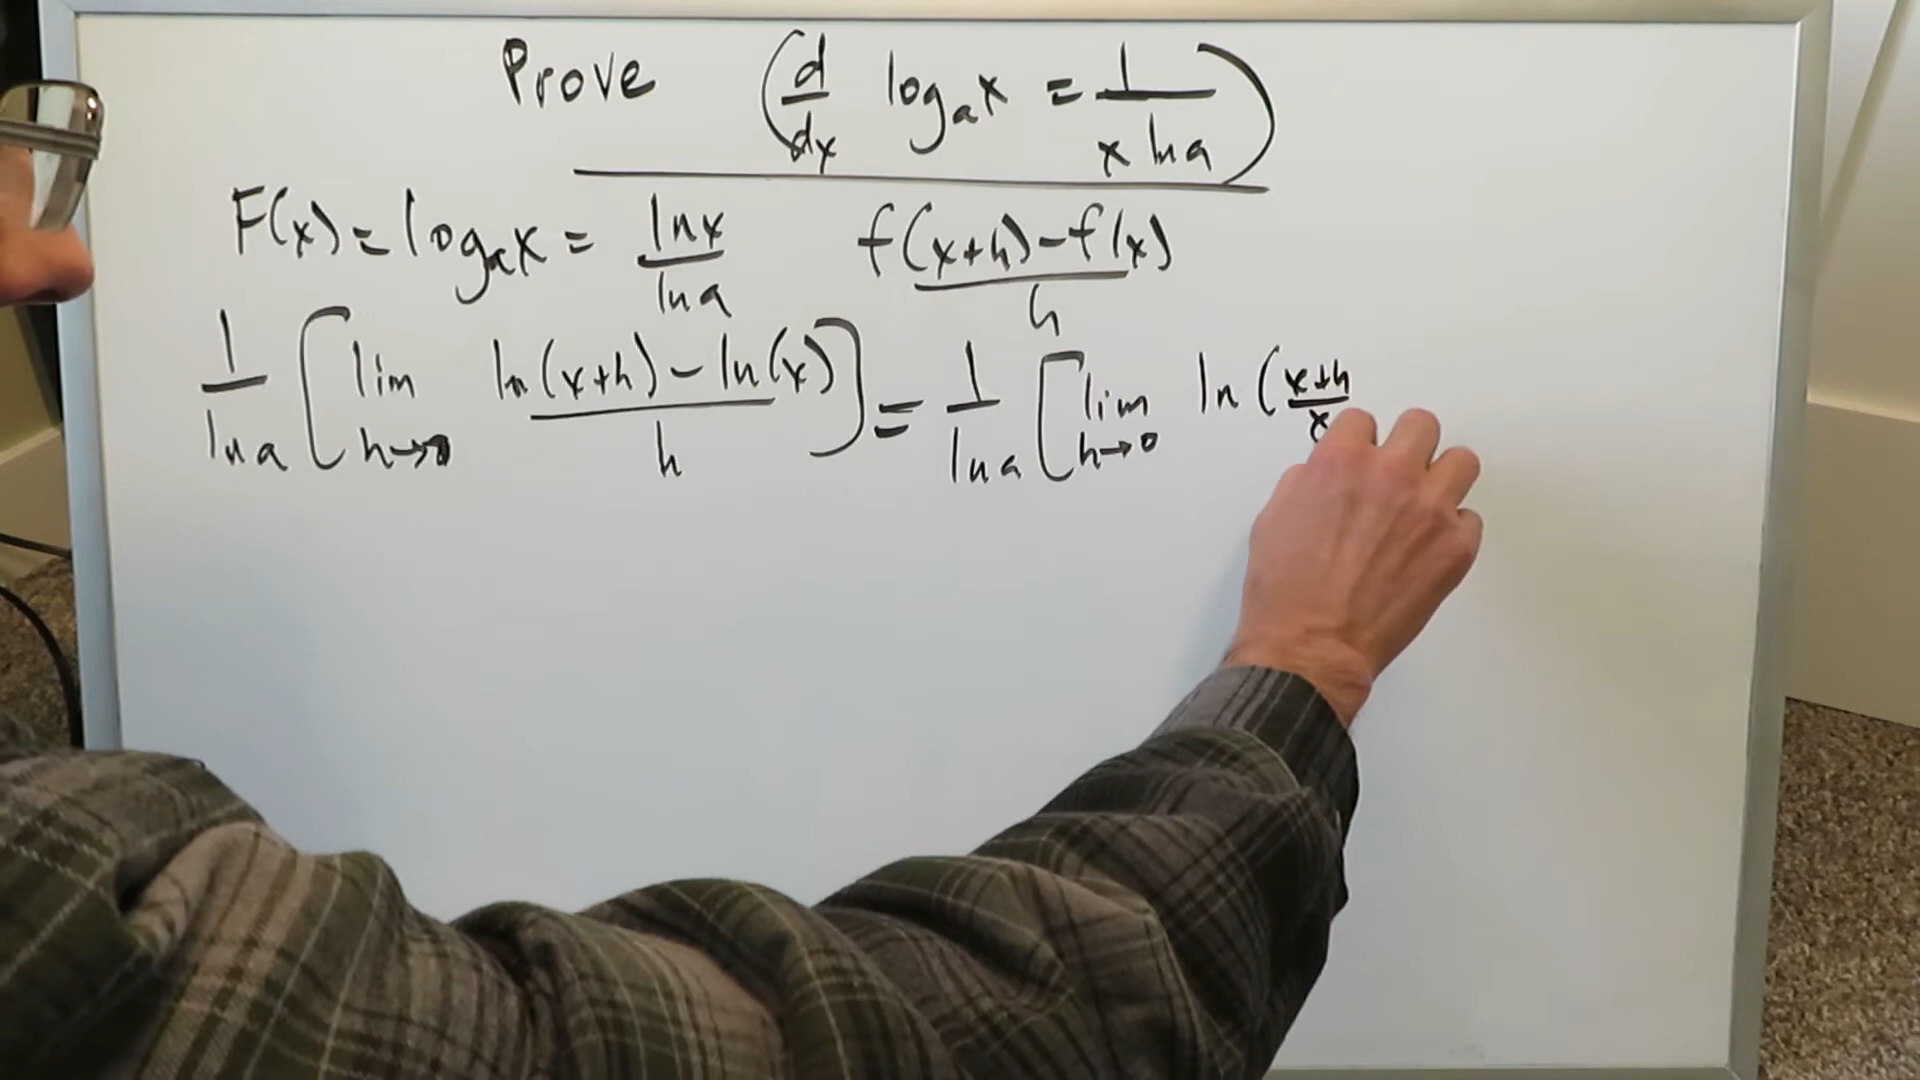 Prove (d/dx log_a x = 1/(x ln a))
F(x) = log_a x = ln x / ln a    f(x+h) - f(x) / h
1/ln a [ lim h→0 ln(x+h) - ln(x) / h ] = 1/ln a [ lim h→0 ln( x+h / x